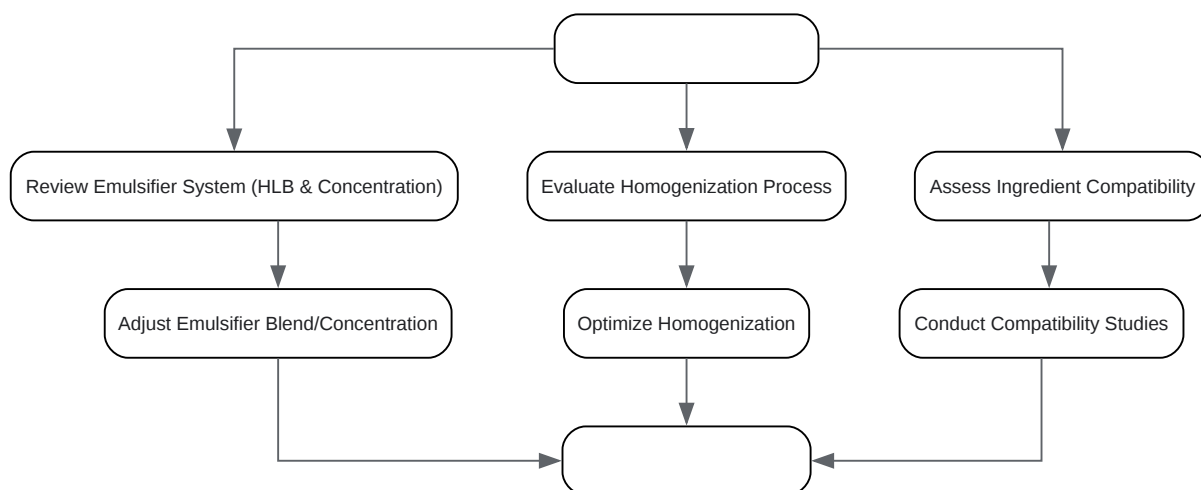 Review Emulsifier System (HLB & Concentration)
Evaluate Homogenization Process
Assess Ingredient Compatibility
Adjust Emulsifier Blend/Concentration
Optimize Homogenization
Conduct Compatibility Studies